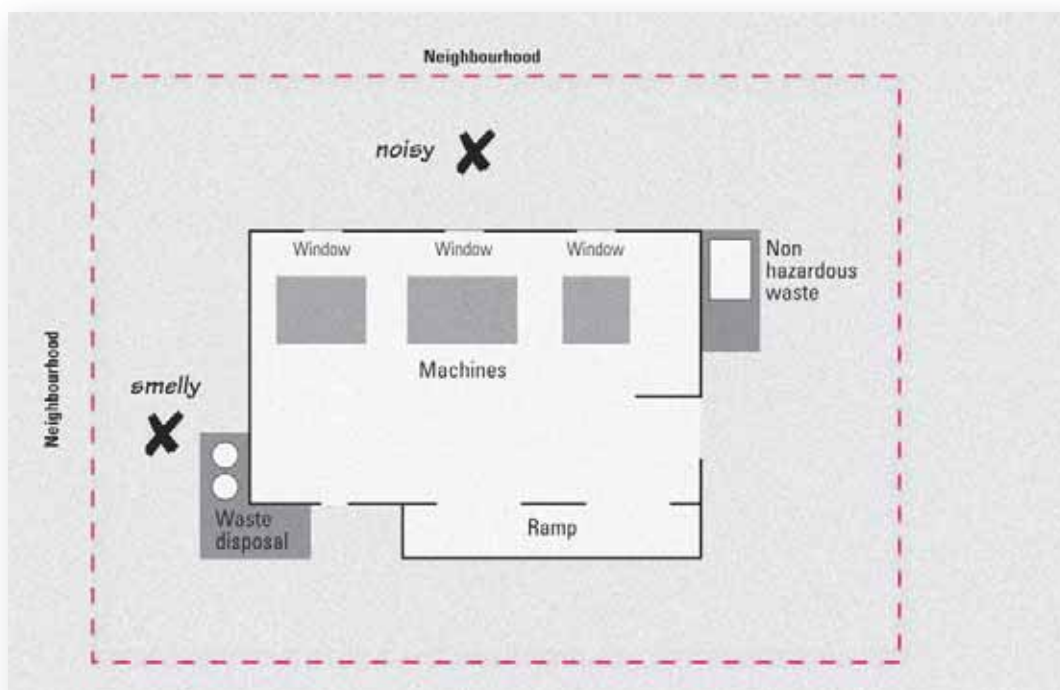 Neighbourhood
noisy
Window
Window
Window
Non
hazardous
waste
Machines
Neighbourhood
smelly
Waste
disposal
Ramp